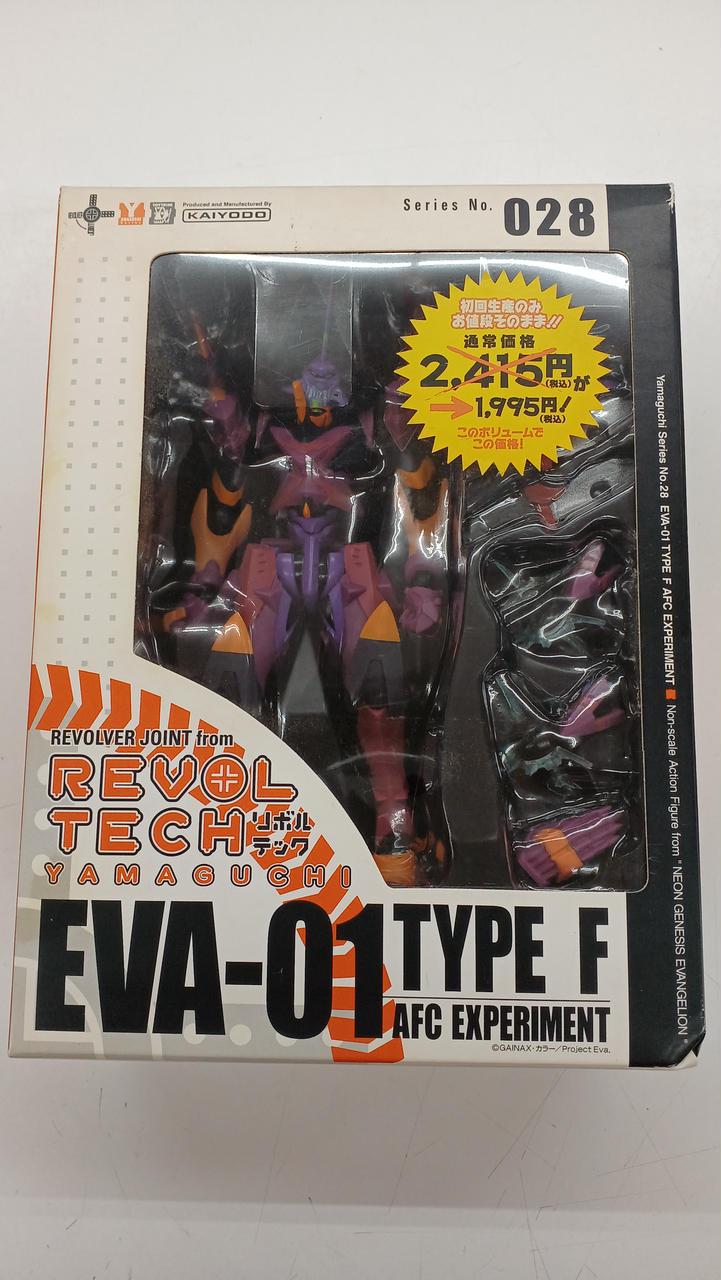 Produced and Manufactured By
KAIYODO
Series No. 028
YAMAGUCHI
初回生産のみ
お値段そのまま!!
通常価格
2,415円(税込)が
→1,995円!
(税込)
このボリュームで
この価格!
Yamaguchi Series No.28 EVA-01 TYPE F AFC EXPERIMENT Non-scale Action Figure from "NEON GENESIS EVANGELION"
REVOLVER JOINT from
REVOL
TECH リボル
テック
YAMAGUCHI
EVA-01 TYPE F
AFC EXPERIMENT
©GAINAX・カラー/Project Eva.